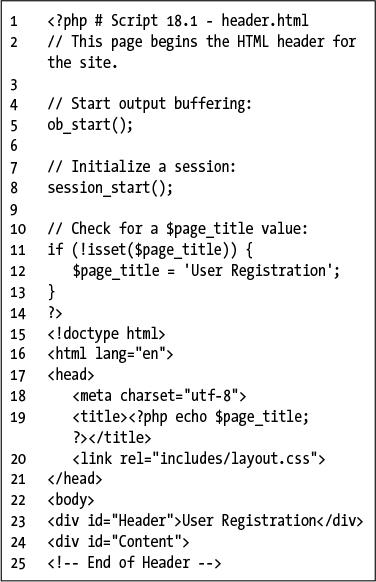 1 <?php # Script 18.1 - header.html
2 // This page begins the HTML header for
the site.
3
4 // Start output buffering:
5 ob_start();
6
7 // Initialize a session:
8 session_start();
9
10 // Check for a $page_title value:
11 if (!isset($page_title)) {
12 $page_title = 'User Registration';
13 }
14 ?>
15 <!doctype html>
16 <html lang="en">
17 <head>
18 <meta charset="utf-8">
19 <title><?php echo $page_title;
?></title>
20 <link rel="includes/layout.css">
21 </head>
22 <body>
23 <div id="Header">User Registration</div>
24 <div id="Content">
25 <!-- End of Header -->